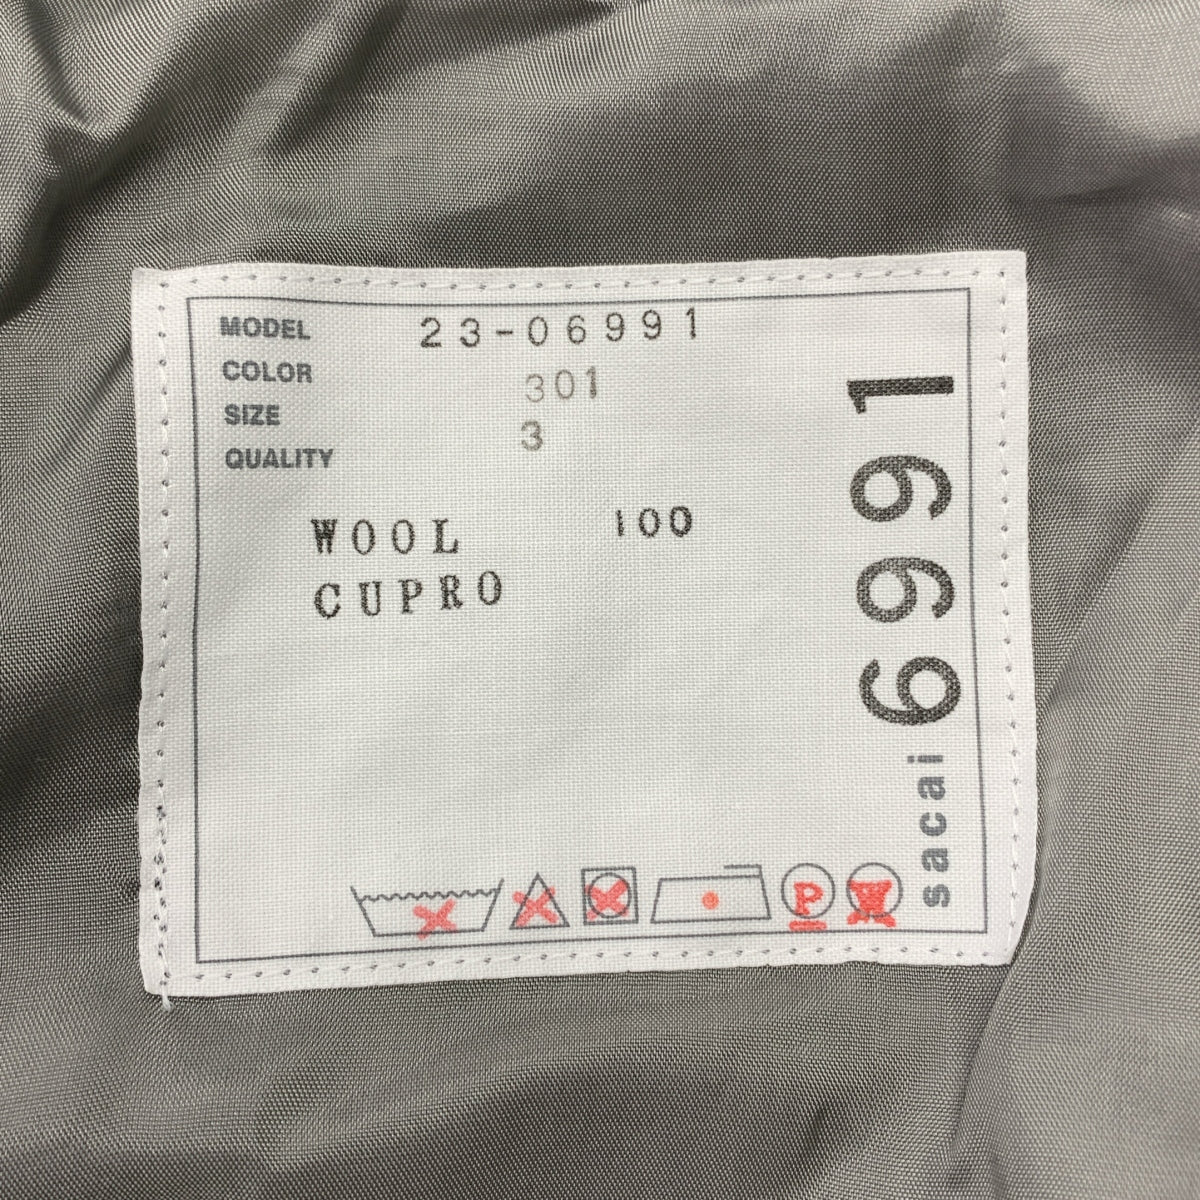 MODEL 23-06991
COLOR 301
SIZE 3
QUALITY
WOOL 100
CUPRO
P
W
sacai 6991